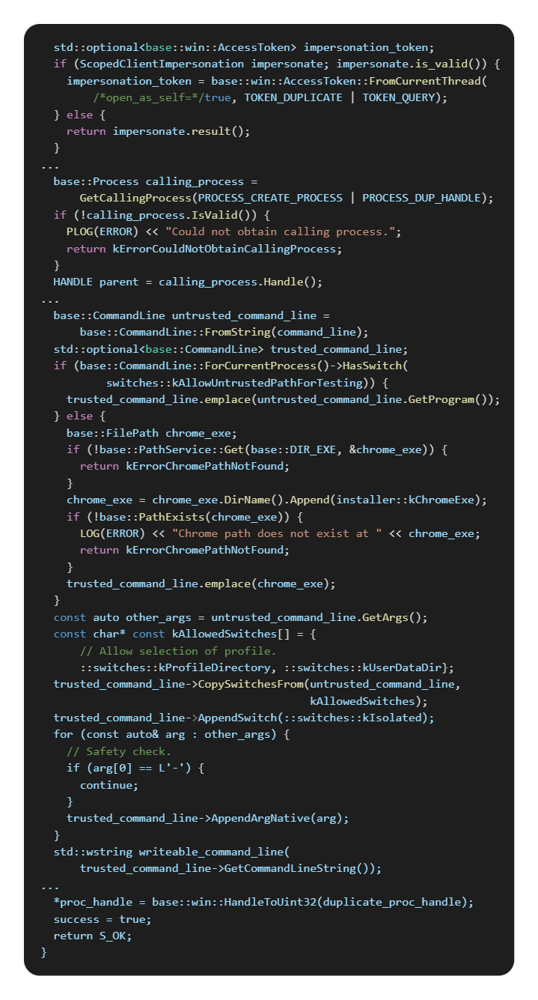 std::optional<base::win::AccessToken> impersonation_token;
if (ScopedClientImpersonation impersonate; impersonate.is_valid()) {
impersonation_token = base::win::AccessToken::FromCurrentThread(
/*open_as_self=*/true, TOKEN_DUPLICATE | TOKEN_QUERY);
} else {
return impersonate.result();
}
...
base::Process calling_process =
GetCallingProcess(PROCESS_CREATE_PROCESS | PROCESS_DUP_HANDLE);
if (!calling_process.IsValid()) {
PLOG(ERROR) << "Could not obtain calling process.";
return kErrorCouldNotObtainCallingProcess;
}
HANDLE parent = calling_process.Handle();
...
base::CommandLine untrusted_command_line =
base::CommandLine::FromString(command_line);
std::optional<base::CommandLine> trusted_command_line;
if (base::CommandLine::ForCurrentProcess()->HasSwitch(
switches::kAllowUntrustedPathForTesting)) {
trusted_command_line.emplace(untrusted_command_line.GetProgram());
} else {
base::FilePath chrome_exe;
if (!base::PathService::Get(base::DIR_EXE, &chrome_exe)) {
return kErrorChromePathNotFound;
}
chrome_exe = chrome_exe.DirName().Append(installer::kChromeExe);
if (!base::PathExists(chrome_exe)) {
LOG(ERROR) << "Chrome path does not exist at " << chrome_exe;
return kErrorChromePathNotFound;
}
trusted_command_line.emplace(chrome_exe);
}
const auto other_args = untrusted_command_line.GetArgs();
const char* const kAllowedSwitches[] = {
// Allow selection of profile.
::switches::kProfileDirectory, ::switches::kUserDataDir};
trusted_command_line->CopySwitchesFrom(untrusted_command_line,
kAllowedSwitches);
trusted_command_line->AppendSwitch(::switches::kIsolated);
for (const auto& arg : other_args) {
// Safety check.
if (arg[0] == L'-') {
continue;
}
trusted_command_line->AppendArgNative(arg);
}
std::wstring writeable_command_line(
trusted_command_line->GetCommandLineString());
...
*proc_handle = base::win::HandleToUint32(duplicate_proc_handle);
success = true;
return S_OK;
}